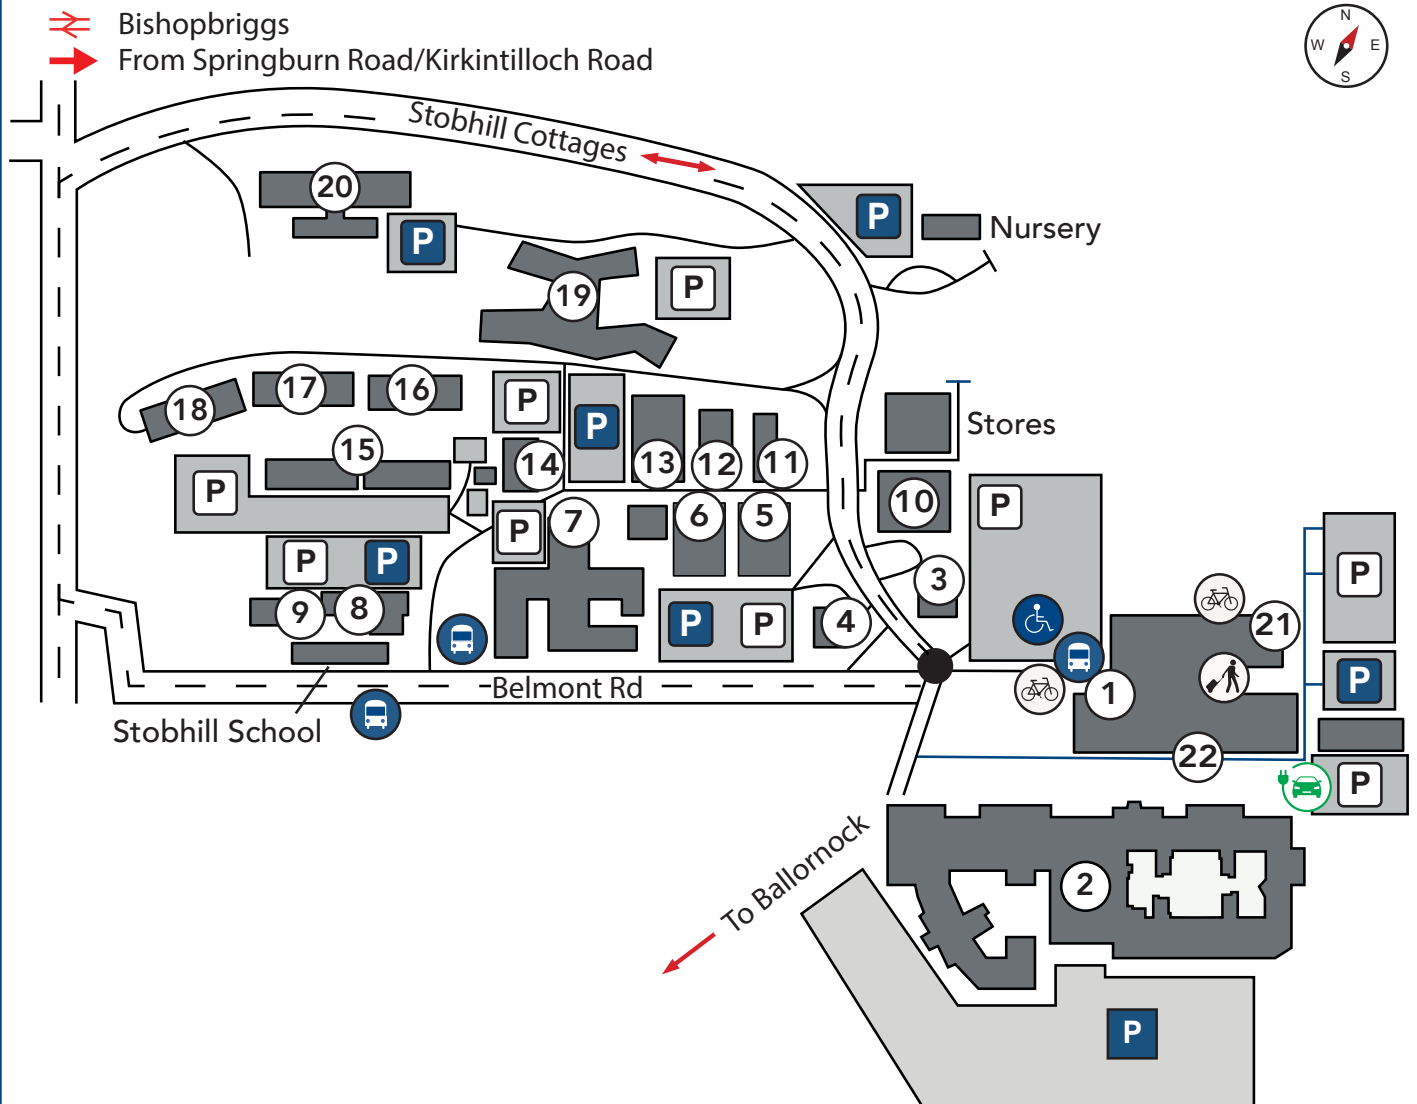 Bishopbriggs
From Springburn Road/Kirkintilloch Road
N
W E
S
Stobhill Cottages
20
P
P
Nursery
19
P
18
17
16
P
P
13
12
11
Stores
15
14
P
10
P
P
7
6
5
P
P
P
9
8
3
P
P
4
21
P
Belmont Rd
1
Stobhill School
22
P
To Ballornock
2
P